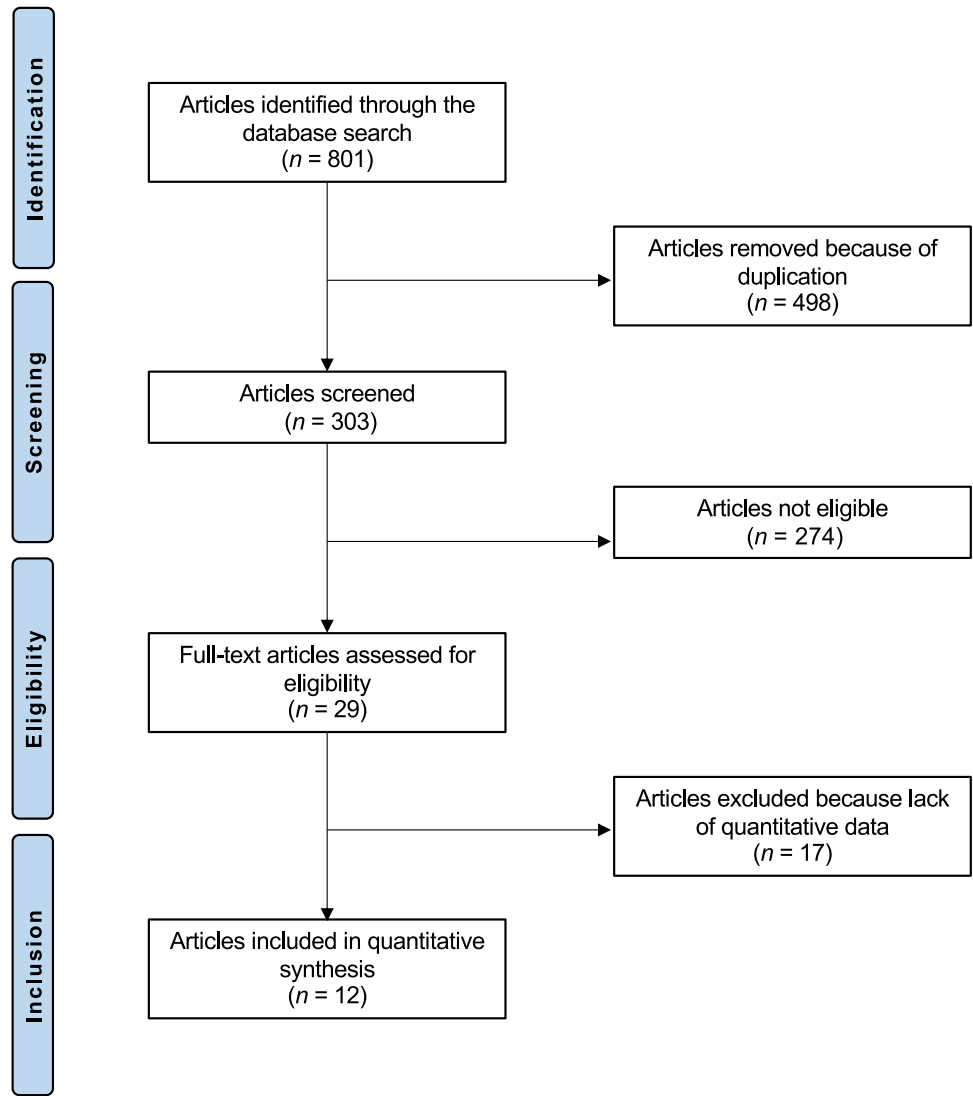 Identification
Articles identified through the
database search
(n = 801)
Articles removed because of
duplication
(n = 498)
Screening
Articles screened
(n = 303)
Articles not eligible
(n = 274)
Eligibility
Full-text articles assessed for
eligibility
(n = 29)
Articles excluded because lack
of quantitative data
(n = 17)
Inclusion
Articles included in quantitative
synthesis
(n = 12)